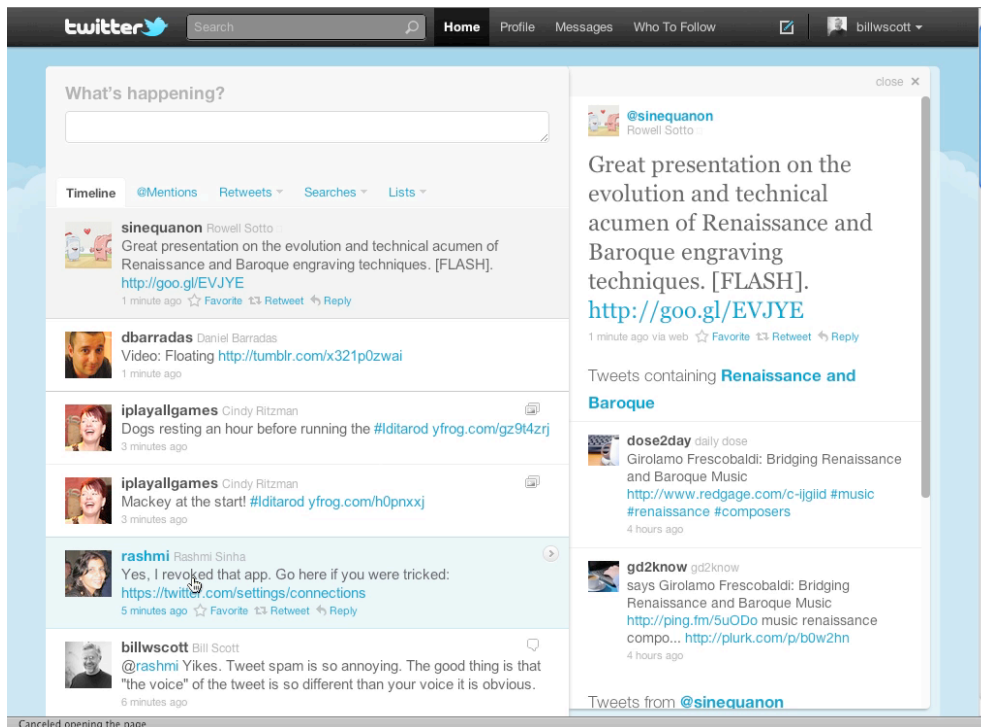 twitter
Search
Home Profile Messages Who To Follow
billwscott
What's happening?
Timeline @Mentions Retweets Searches Lists
sinequanon Rowell Sotto
Great presentation on the evolution and technical acumen of
Renaissance and Baroque engraving techniques. [FLASH].
http://goo.gl/EVJYE
1 minute ago Favorite Retweet Reply
dbarradas Daniel Barradas
Video: Floating http://tumblr.com/x321p0zwai
1 minute ago
iplayallgames Cindy Ritzman
Dogs resting an hour before running the #Iditarod yfrog.com/gz9t4zrj
3 minutes ago
iplayallgames Cindy Ritzman
Mackey at the start! #Iditarod yfrog.com/h0pnxxj
3 minutes ago
rashmi Rashmi Sinha
Yes, I revoked that app. Go here if you were tricked:
https://twitter.com/settings/connections
5 minutes ago Favorite Retweet Reply
billwscott Bill Scott
@rashmi Yikes. Tweet spam is so annoying. The good thing is that
"the voice" of the tweet is so different than your voice it is obvious.
6 minutes ago
close ×
@sinequanon
Rowell Sotto
Great presentation on the
evolution and technical
acumen of Renaissance and
Baroque engraving
techniques. [FLASH].
http://goo.gl/EVJYE
1 minute ago via web Favorite Retweet Reply
Tweets containing Renaissance and
Baroque
dose2day daily dose
Girolamo Frescobaldi: Bridging Renaissance
and Baroque Music
http://www.redgage.com/c-ijgiid #music
#renaissance #composers
4 hours ago
gd2know gd2know
says Girolamo Frescobaldi: Bridging
Renaissance and Baroque Music
http://ping.fm/5uODo music renaissance
compo... http://plurk.com/p/b0w2hn
4 hours ago
Tweets from @sinequanon
Canceled opening the page